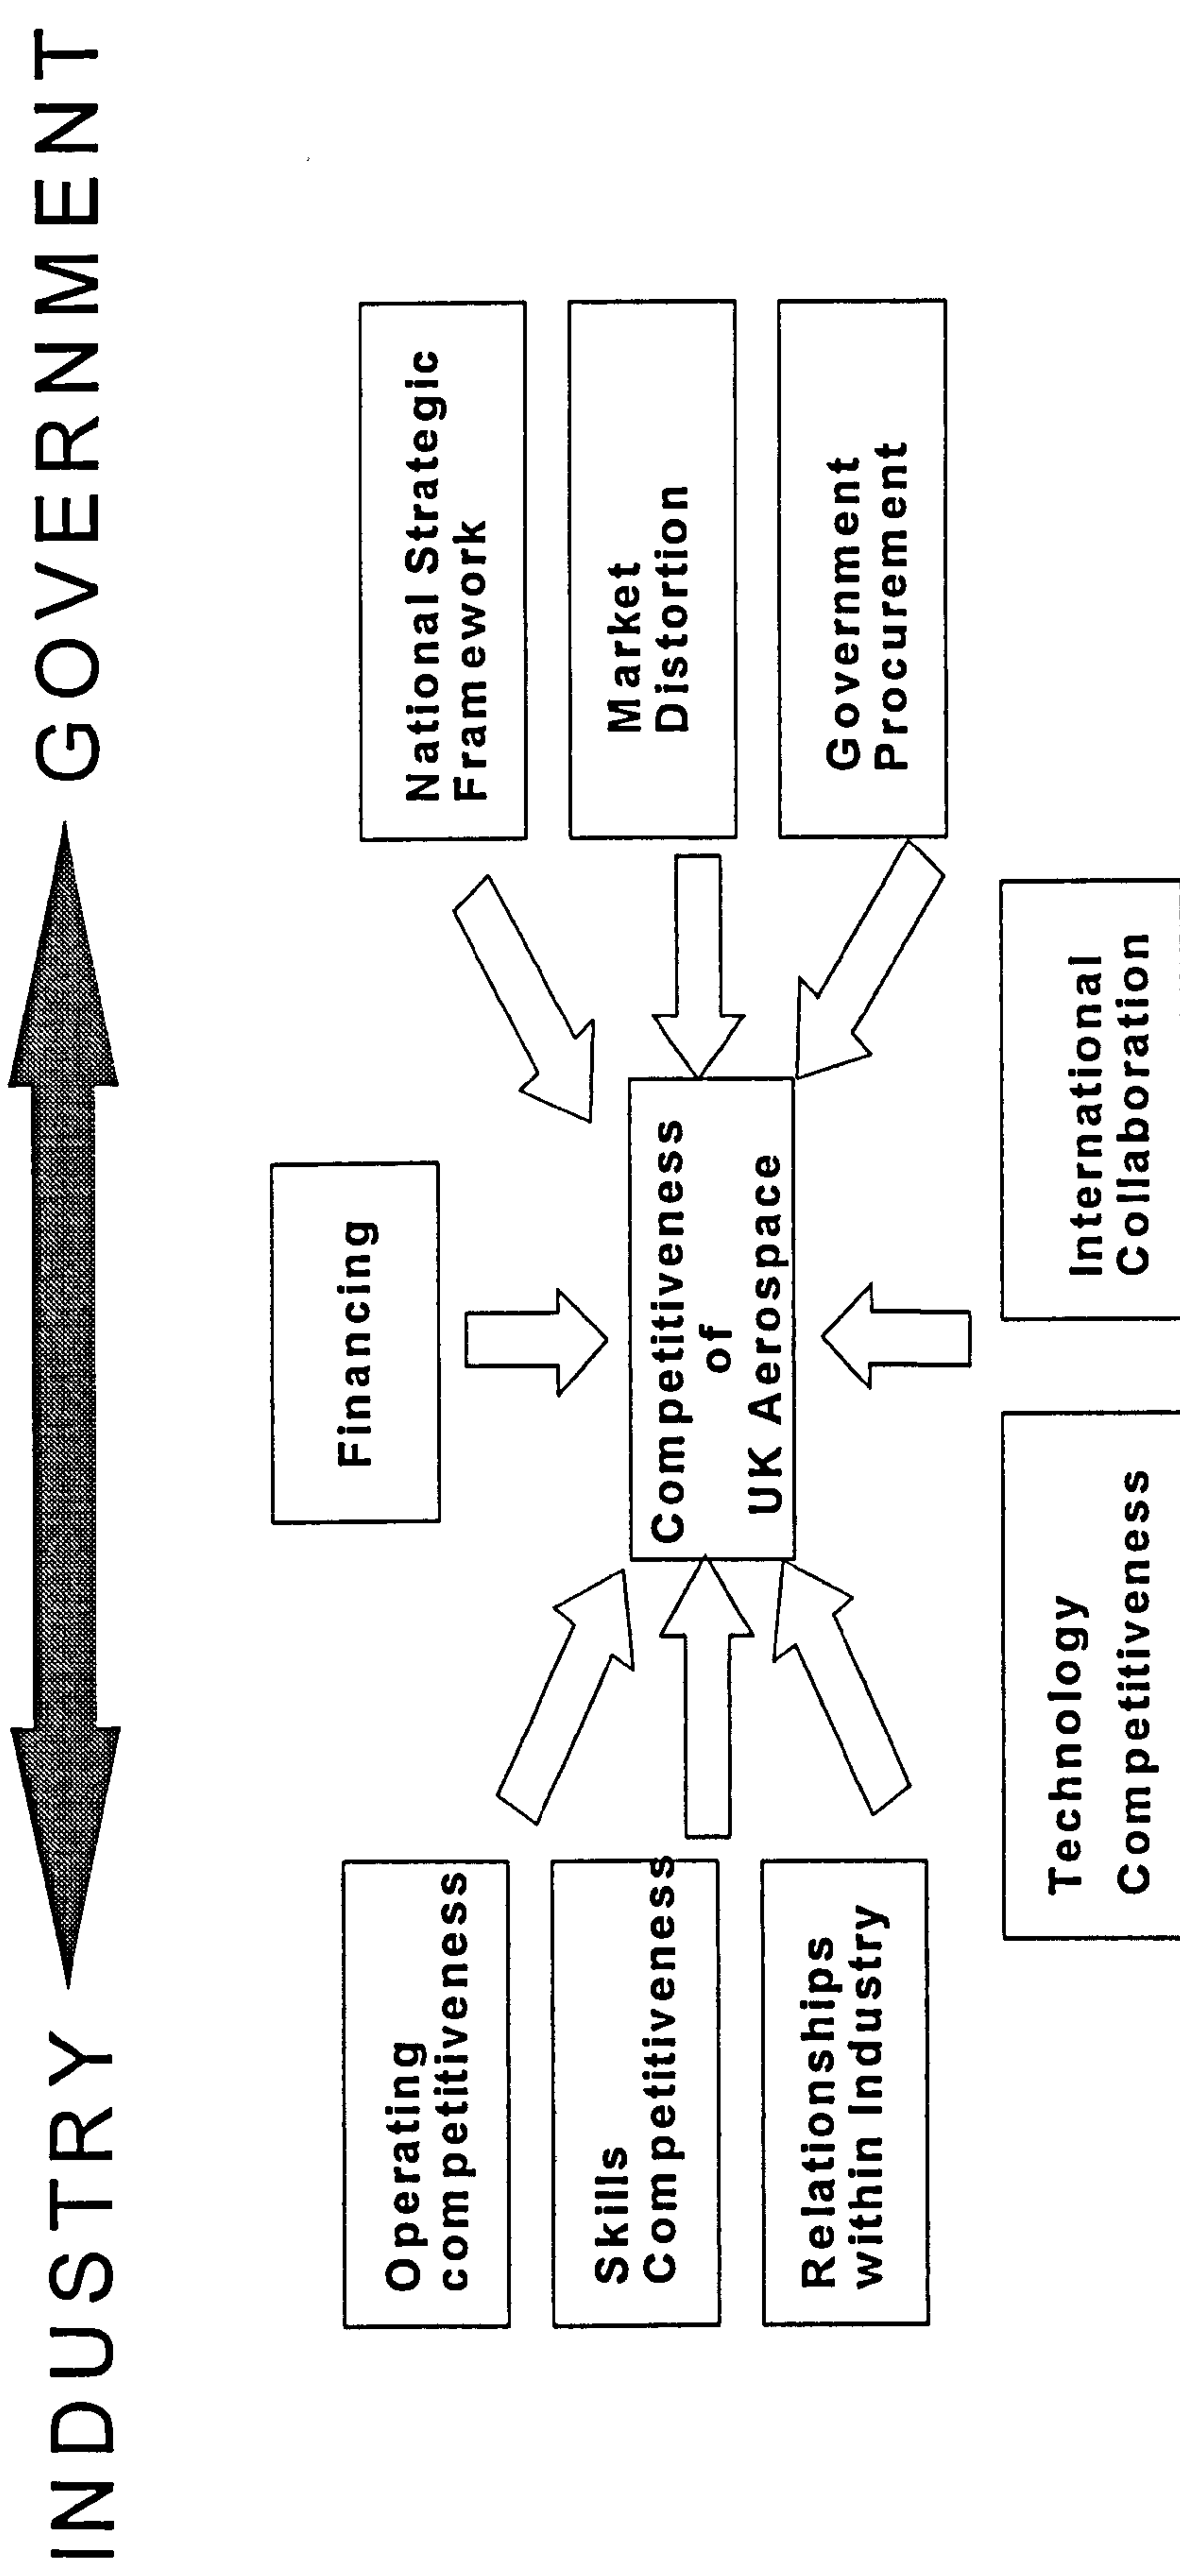 INDUSTRY
GOVERNMENT
Financing
Operating
competitiveness
National Strategic
Framework
Skills
Competitiveness
Competitiveness
of
UK Aerospace
Market
Distortion
Relationships
within Industry
Government
Procurement
Technology
Competitiveness
International
Collaboration